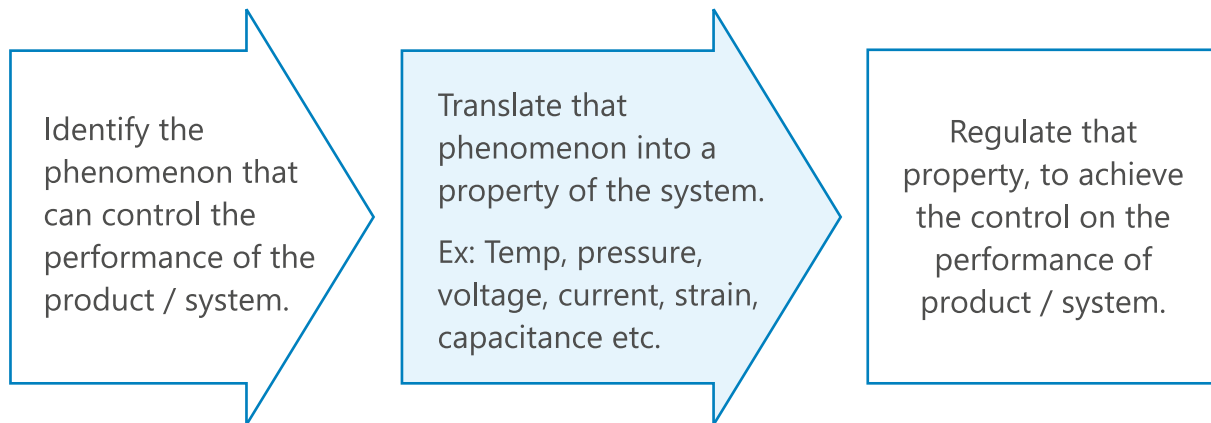 Identify the
phenomenon that
can control the
performance of the
product / system.
Translate that
phenomenon into a
property of the system.
Ex: Temp, pressure,
voltage, current, strain,
capacitance etc.
Regulate that
property, to achieve
the control on the
performance of
product / system.